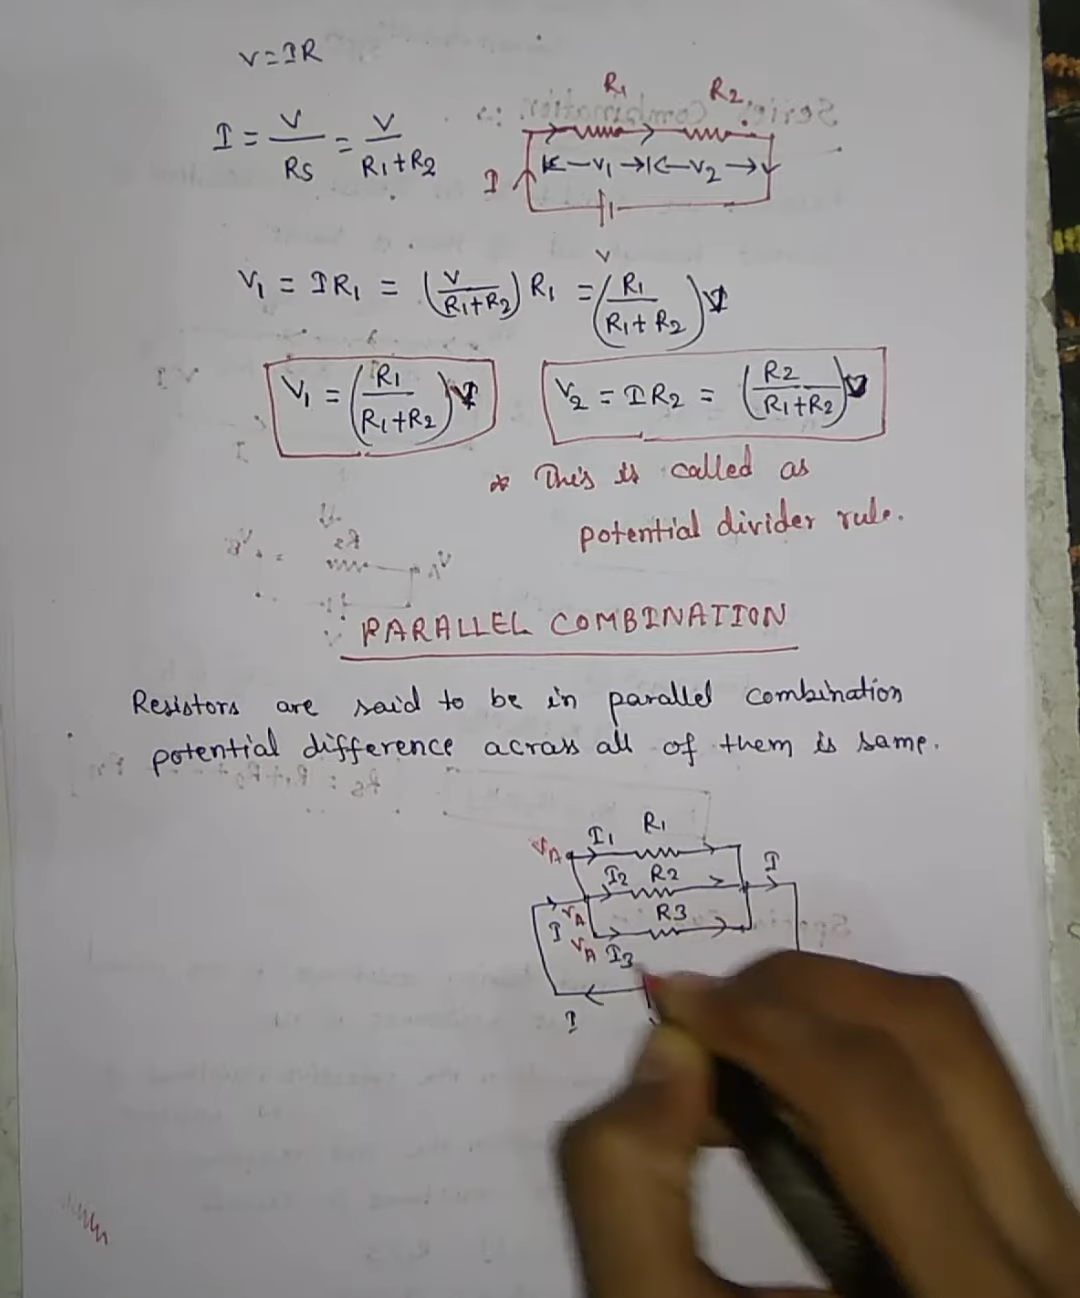 V=IR
I = V/RS = V/R1+R2
R1 R2
I ←V1→ ←V2→
V
V1 = IR1 = (V/R1+R2) R1 = (R1/R1+R2)V
V1 = (R1/R1+R2)V V2 = IR2 = (R2/R1+R2)V
* This is called as
potential divider rule.
PARALLEL COMBINATION
Resistors are said to be in parallel combination
potential difference acrass all of them is same.
VA I1 R1
I2 R2 I
I VA R3
VA I3
I